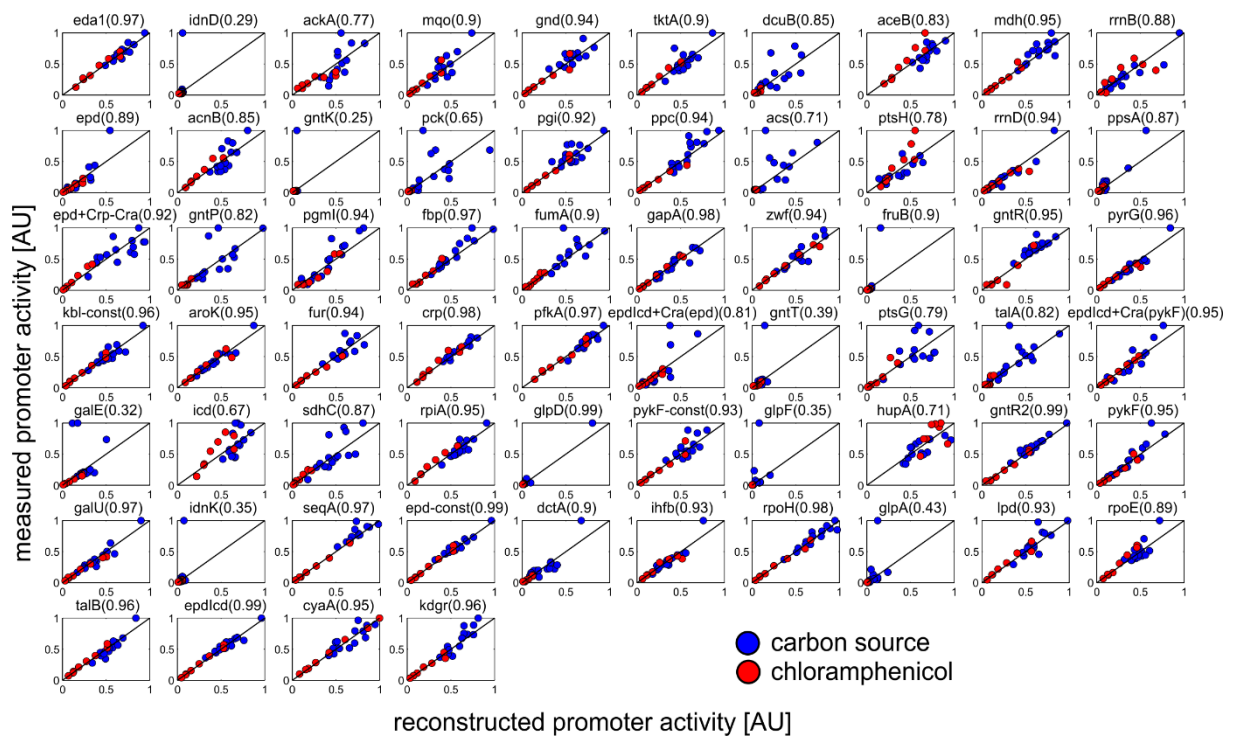 eda1(0.97) idnD(0.29) ackA(0.77) mqo(0.9) gnd(0.94) tktA(0.9) dcuB(0.85) aceB(0.83) mdh(0.95) rrnB(0.88)
epd(0.89) acnB(0.85) gntK(0.25) pck(0.65) pgi(0.92) ppc(0.94) acs(0.71) ptsH(0.78) rrnD(0.94) ppsA(0.87)
epd+Crp-Cra(0.92) gntP(0.82) pgmI(0.94) fbp(0.97) fumA(0.9) gapA(0.98) zwf(0.94) fruB(0.9) gntR(0.95) pyrG(0.96)
kbl-const(0.96) aroK(0.95) fur(0.94) crp(0.98) pfkA(0.97) epdIcd+Cra(epd)(0.81) gntT(0.39) ptsG(0.79) talA(0.82) epdIcd+Cra(pykF)(0.95)
galE(0.32) icd(0.67) sdhC(0.87) rpiA(0.95) glpD(0.99) pykF-const(0.93) glpF(0.35) hupA(0.71) gntR2(0.99) pykF(0.95)
galU(0.97) idnK(0.35) seqA(0.97) epd-const(0.99) dctA(0.9) ihfb(0.93) rpoH(0.98) glpA(0.43) lpd(0.93) rpoE(0.89)
talB(0.96) epdIcd(0.99) cyaA(0.95) kdgr(0.96)
0 0.5 1
measured promoter activity [AU]
carbon source
chloramphenicol
reconstructed promoter activity [AU]